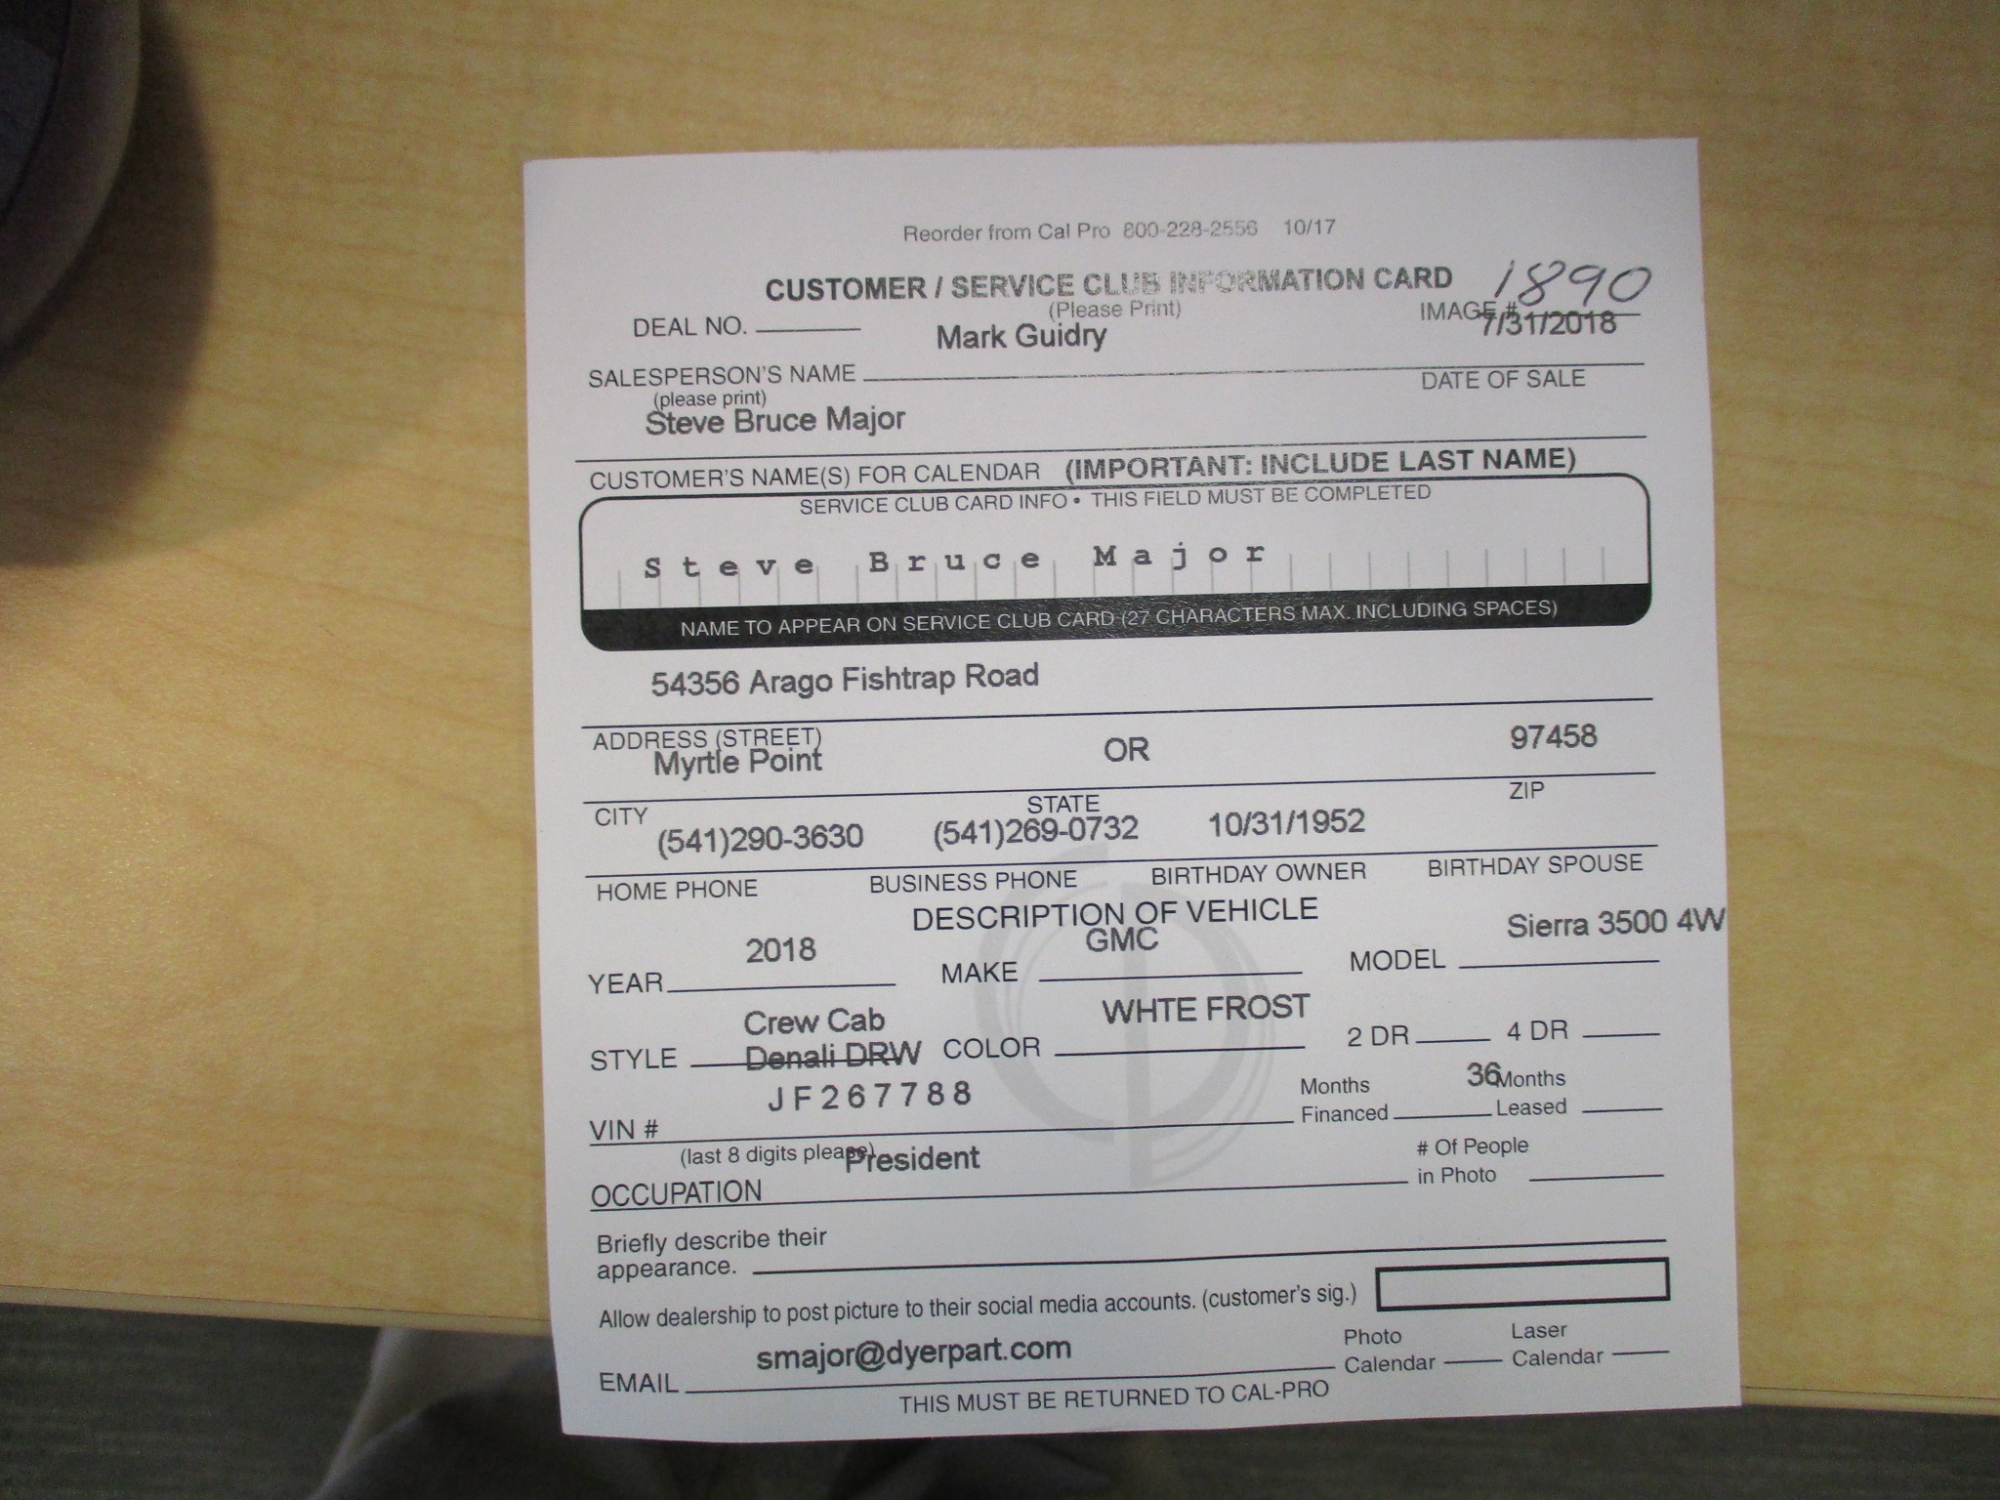 Reorder from Cal Pro 800-228-2556 10/17
CUSTOMER / SERVICE CLUB INFORMATION CARD 1890
(Please Print)
DEAL NO. Mark Guidry IMAGE # 7/31/2018
SALESPERSON'S NAME DATE OF SALE
(please print)
Steve Bruce Major
CUSTOMER'S NAME(S) FOR CALENDAR (IMPORTANT: INCLUDE LAST NAME)
SERVICE CLUB CARD INFO • THIS FIELD MUST BE COMPLETED
Steve Bruce Major
NAME TO APPEAR ON SERVICE CLUB CARD (27 CHARACTERS MAX. INCLUDING SPACES)
54356 Arago Fishtrap Road
ADDRESS (STREET)
Myrtle Point OR 97458
CITY STATE ZIP
(541)290-3630 (541)269-0732 10/31/1952
HOME PHONE BUSINESS PHONE BIRTHDAY OWNER BIRTHDAY SPOUSE
DESCRIPTION OF VEHICLE
2018 GMC Sierra 3500 4W
YEAR MAKE MODEL
Crew Cab WHTE FROST
STYLE Denali DRW COLOR 2 DR 4 DR
JF267788 Months 36 Months
VIN # Financed Leased
(last 8 digits please) President # Of People
OCCUPATION in Photo
Briefly describe their
appearance.
Allow dealership to post picture to their social media accounts. (customer's sig.)
smajor@dyerpart.com Photo Laser
EMAIL Calendar Calendar
THIS MUST BE RETURNED TO CAL-PRO